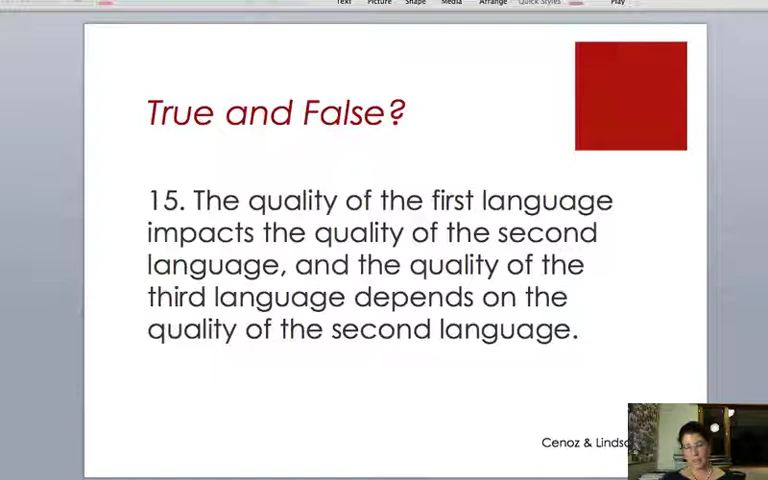 Text Picture Shape Media Arrange Quick Styles Play
True and False?
15. The quality of the first language
impacts the quality of the second
language, and the quality of the
third language depends on the
quality of the second language.
Cenoz &